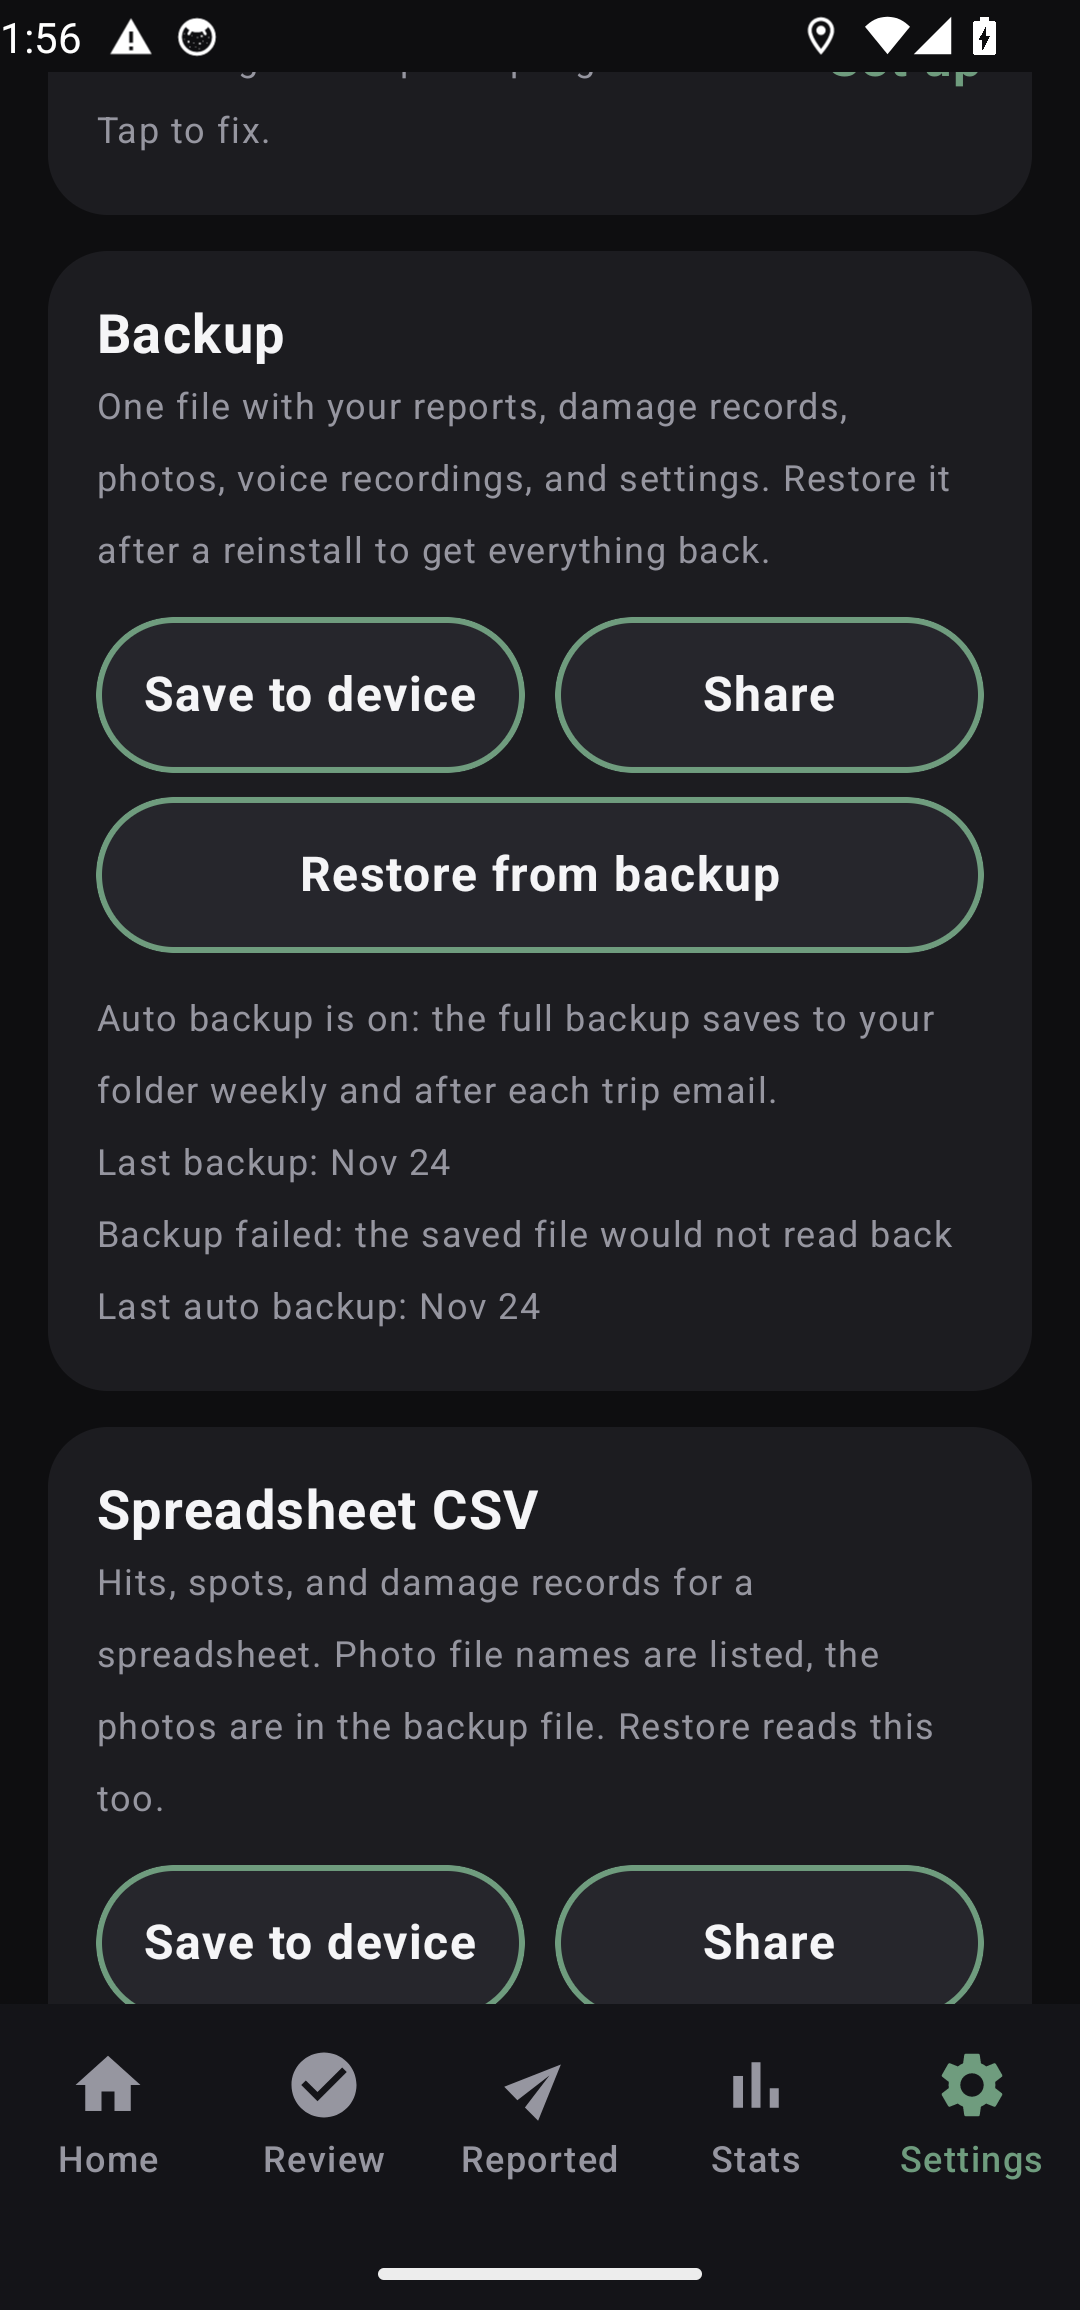 1:56
Tap to fix.
Backup
One file with your reports, damage records,
photos, voice recordings, and settings. Restore it
after a reinstall to get everything back.
Save to device
Share
Restore from backup
Auto backup is on: the full backup saves to your
folder weekly and after each trip email.
Last backup: Nov 24
Backup failed: the saved file would not read back
Last auto backup: Nov 24
Spreadsheet CSV
Hits, spots, and damage records for a
spreadsheet. Photo file names are listed, the
photos are in the backup file. Restore reads this
too.
Save to device
Share
Home
Review
Reported
Stats
Settings